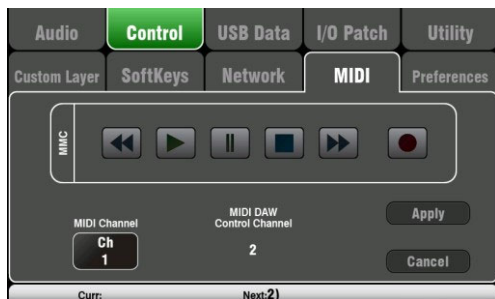 Audio Control USB Data I/O Patch Utility
Custom Layer SoftKeys Network MIDI Preferences
MMC
MIDI Channel
Ch
1
MIDI DAW
Control Channel
2
Apply
Cancel
Curr: Next:2)